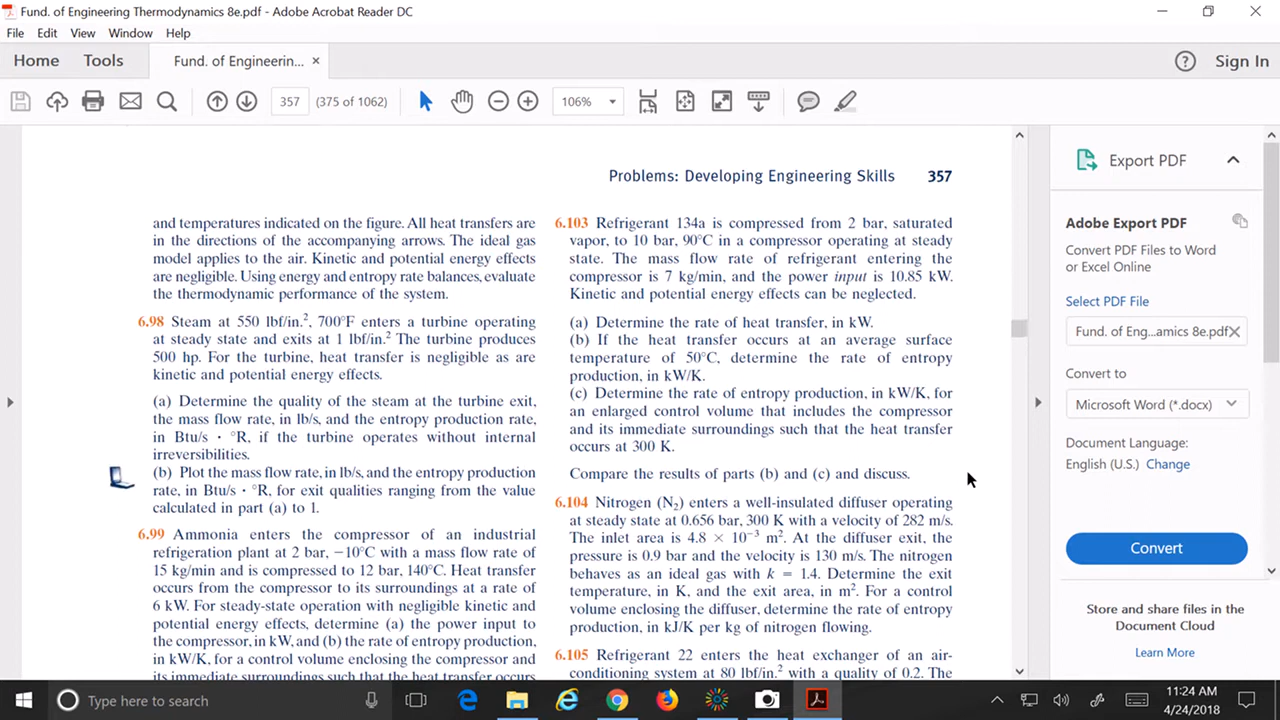 Fund. of Engineering Thermodynamics 8e.pdf - Adobe Acrobat Reader DC
File Edit View Window Help
Home Tools Fund. of Engineerin... × Sign In
357 (375 of 1062) 106%
Problems: Developing Engineering Skills 357
and temperatures indicated on the figure. All heat transfers are
in the directions of the accompanying arrows. The ideal gas
model applies to the air. Kinetic and potential energy effects
are negligible. Using energy and entropy rate balances, evaluate
the thermodynamic performance of the system.
6.98 Steam at 550 lbf/in.², 700°F enters a turbine operating
at steady state and exits at 1 lbf/in.² The turbine produces
500 hp. For the turbine, heat transfer is negligible as are
kinetic and potential energy effects.
(a) Determine the quality of the steam at the turbine exit,
the mass flow rate, in lb/s, and the entropy production rate,
in Btu/s · °R, if the turbine operates without internal
irreversibilities.
(b) Plot the mass flow rate, in lb/s, and the entropy production
rate, in Btu/s · °R, for exit qualities ranging from the value
calculated in part (a) to 1.
6.99 Ammonia enters the compressor of an industrial
refrigeration plant at 2 bar, −10°C with a mass flow rate of
15 kg/min and is compressed to 12 bar, 140°C. Heat transfer
occurs from the compressor to its surroundings at a rate of
6 kW. For steady-state operation with negligible kinetic and
potential energy effects, determine (a) the power input to
the compressor, in kW, and (b) the rate of entropy production,
in kW/K, for a control volume enclosing the compressor and
its immediate surroundings such that the heat transfer occurs
6.103 Refrigerant 134a is compressed from 2 bar, saturated
vapor, to 10 bar, 90°C in a compressor operating at steady
state. The mass flow rate of refrigerant entering the
compressor is 7 kg/min, and the power input is 10.85 kW.
Kinetic and potential energy effects can be neglected.
(a) Determine the rate of heat transfer, in kW.
(b) If the heat transfer occurs at an average surface
temperature of 50°C, determine the rate of entropy
production, in kW/K.
(c) Determine the rate of entropy production, in kW/K, for
an enlarged control volume that includes the compressor
and its immediate surroundings such that the heat transfer
occurs at 300 K.
Compare the results of parts (b) and (c) and discuss.
6.104 Nitrogen (N₂) enters a well-insulated diffuser operating
at steady state at 0.656 bar, 300 K with a velocity of 282 m/s.
The inlet area is 4.8 × 10⁻³ m². At the diffuser exit, the
pressure is 0.9 bar and the velocity is 130 m/s. The nitrogen
behaves as an ideal gas with k = 1.4. Determine the exit
temperature, in K, and the exit area, in m². For a control
volume enclosing the diffuser, determine the rate of entropy
production, in kJ/K per kg of nitrogen flowing.
6.105 Refrigerant 22 enters the heat exchanger of an air-
conditioning system at 80 lbf/in.² with a quality of 0.2. The
Export PDF
Adobe Export PDF
Convert PDF Files to Word
or Excel Online
Select PDF File
Fund. of Eng...amics 8e.pdf
Convert to
Microsoft Word (*.docx)
Document Language:
English (U.S.) Change
Convert
Store and share files in the
Document Cloud
Learn More
Type here to search
11:24 AM
4/24/2018